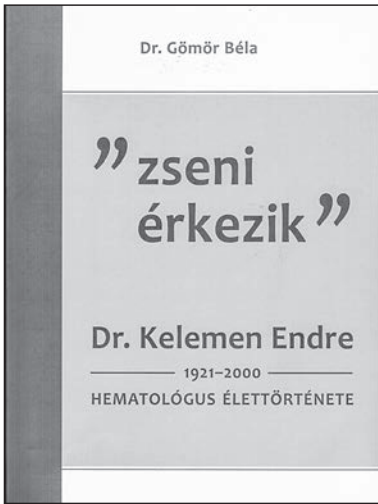 Dr. Gömör Béla
”zseni
érkezik”
Dr. Kelemen Endre
1921–2000
HEMATOLÓGUS ÉLETTÖRTÉNETE